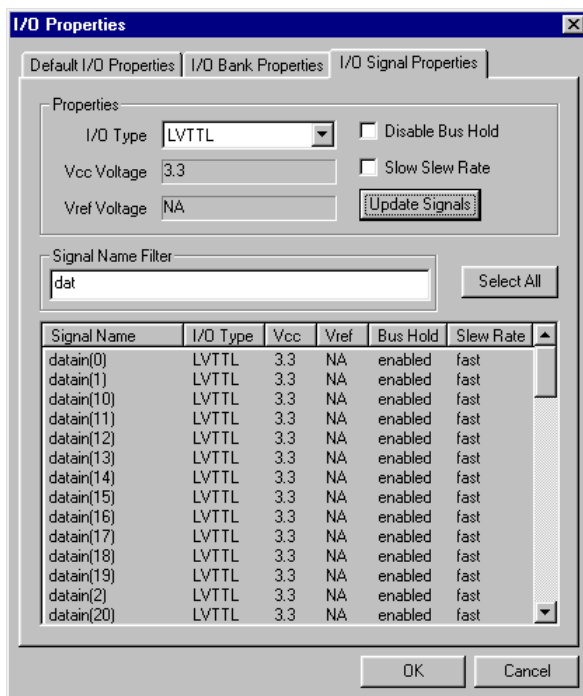 I/O Properties
Default I/O Properties I/O Bank Properties I/O Signal Properties
Properties
I/O Type LVTTL Disable Bus Hold
Vcc Voltage 3.3 Slow Slew Rate
Vref Voltage NA Update Signals
Signal Name Filter
dat Select All
Signal Name I/O Type Vcc Vref Bus Hold Slew Rate
datain(0) LVTTL 3.3 NA enabled fast
datain(1) LVTTL 3.3 NA enabled fast
datain(10) LVTTL 3.3 NA enabled fast
datain(11) LVTTL 3.3 NA enabled fast
datain(12) LVTTL 3.3 NA enabled fast
datain(13) LVTTL 3.3 NA enabled fast
datain(14) LVTTL 3.3 NA enabled fast
datain(15) LVTTL 3.3 NA enabled fast
datain(16) LVTTL 3.3 NA enabled fast
datain(17) LVTTL 3.3 NA enabled fast
datain(18) LVTTL 3.3 NA enabled fast
datain(19) LVTTL 3.3 NA enabled fast
datain(2) LVTTL 3.3 NA enabled fast
datain(20) LVTTL 3.3 NA enabled fast
OK Cancel